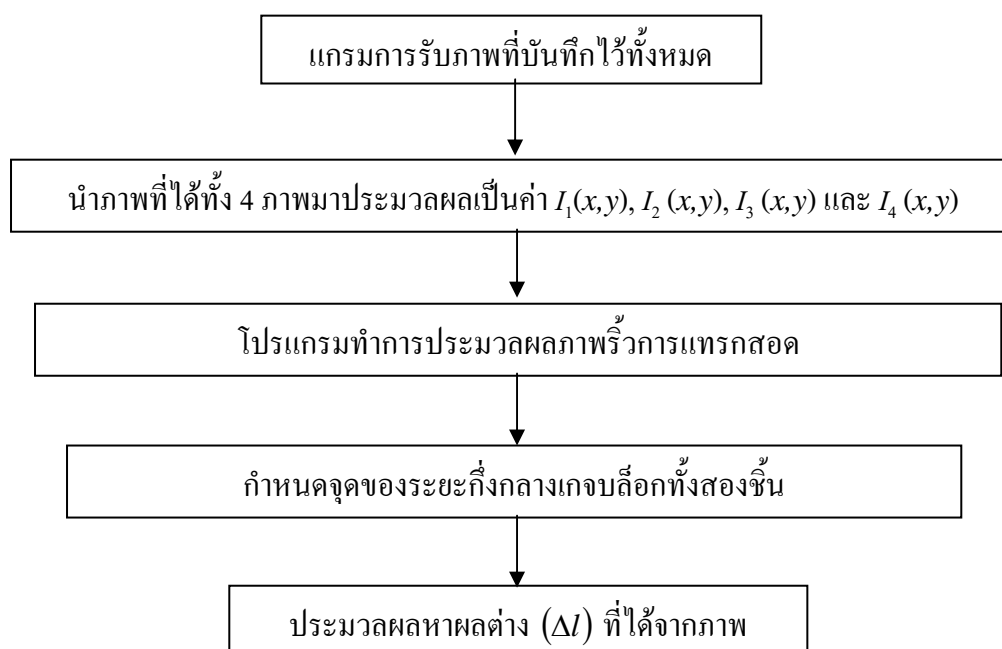 แกรมการรับภาพที่บันทึกไว้ทั้งหมด
นำภาพที่ได้ทั้ง 4 ภาพมาประมวลผลเป็นค่า I₁(x,y), I₂ (x,y), I₃ (x,y) และ I₄ (x,y)
โปรแกรมทำการประมวลผลภาพริ้วการแทรกสอด
กำหนดจุดของระยะกึ่งกลางเกจบล็อกทั้งสองชิ้น
ประมวลผลหาผลต่าง (Δl) ที่ได้จากภาพ